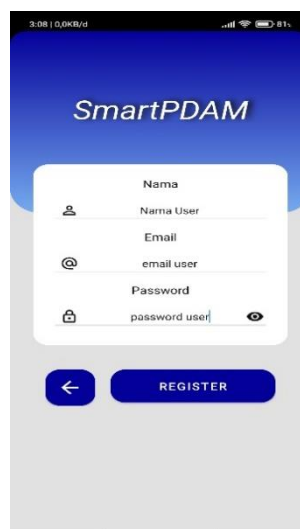 3:08 | 0,0KB/d 81%
SmartPDAM
Nama
Nama User
Email
email user
Password
password user
REGISTER